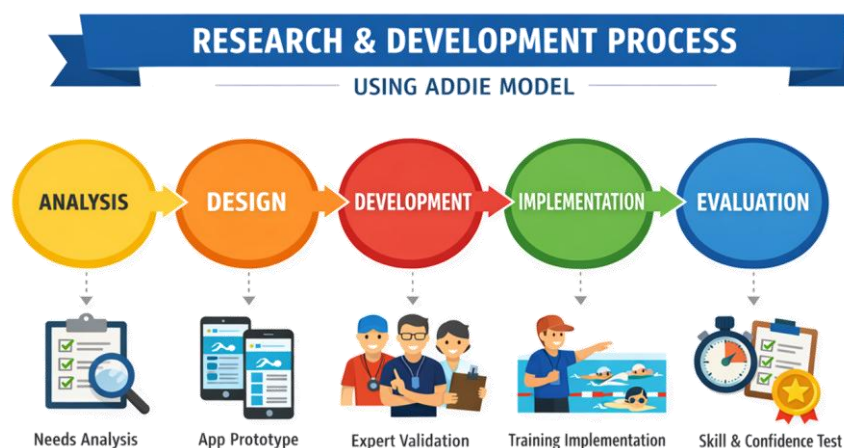 RESEARCH & DEVELOPMENT PROCESS
USING ADDIE MODEL
ANALYSIS
DESIGN
DEVELOPMENT
IMPLEMENTATION
EVALUATION
Needs Analysis
App Prototype
Expert Validation
Training Implementation
Skill & Confidence Test